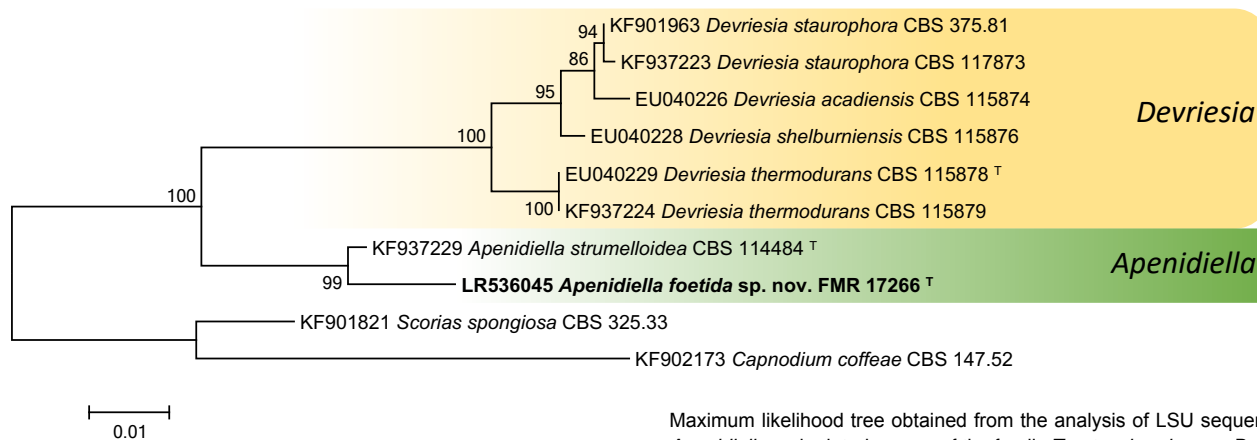 94
KF901963 Devriesia staurophora CBS 375.81
86
KF937223 Devriesia staurophora CBS 117873
95
EU040226 Devriesia acadiensis CBS 115874
Devriesia
100
EU040228 Devriesia shelburniensis CBS 115876
EU040229 Devriesia thermodurans CBS 115878 T
100
100
KF937224 Devriesia thermodurans CBS 115879
KF937229 Apenidiella strumelloidea CBS 114484 T
Apenidiella
99
LR536045 Apenidiella foetida sp. nov. FMR 17266 T
KF901821 Scorias spongiosa CBS 325.33
KF902173 Capnodium coffeae CBS 147.52
0.01
Maximum likelihood tree obtained from the analysis of LSU